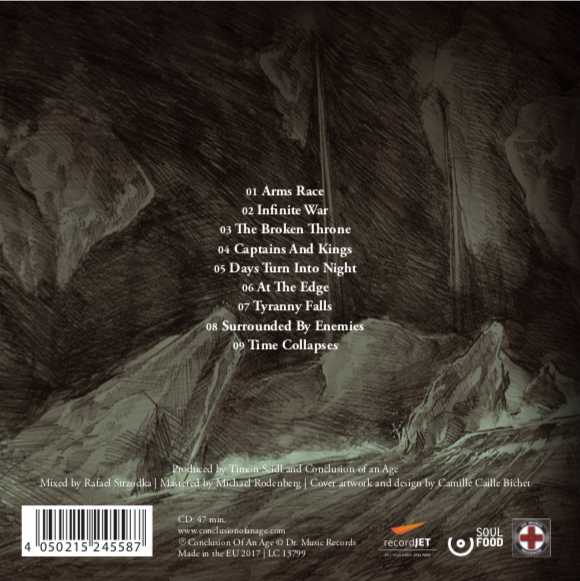 01 Arms Race
02 Infinite War
03 The Broken Throne
04 Captains And Kings
05 Days Turn Into Night
06 At The Edge
07 Tyranny Falls
08 Surrounded By Enemies
09 Time Collapses
Produced by Timon Seidl and Conclusion of an Age
Mixed by Rafael Strzodka | Mastered by Michael Rodenberg | Cover artwork and design by Camille Caille Bichet
CD: 47 min.
www.conclusionofanage.com
Ⓟ Conclusion Of An Age © Dr. Music Records
Made in the EU 2017 | LC 13799
4 050215 245587
recordJET
SOUL
FOOD